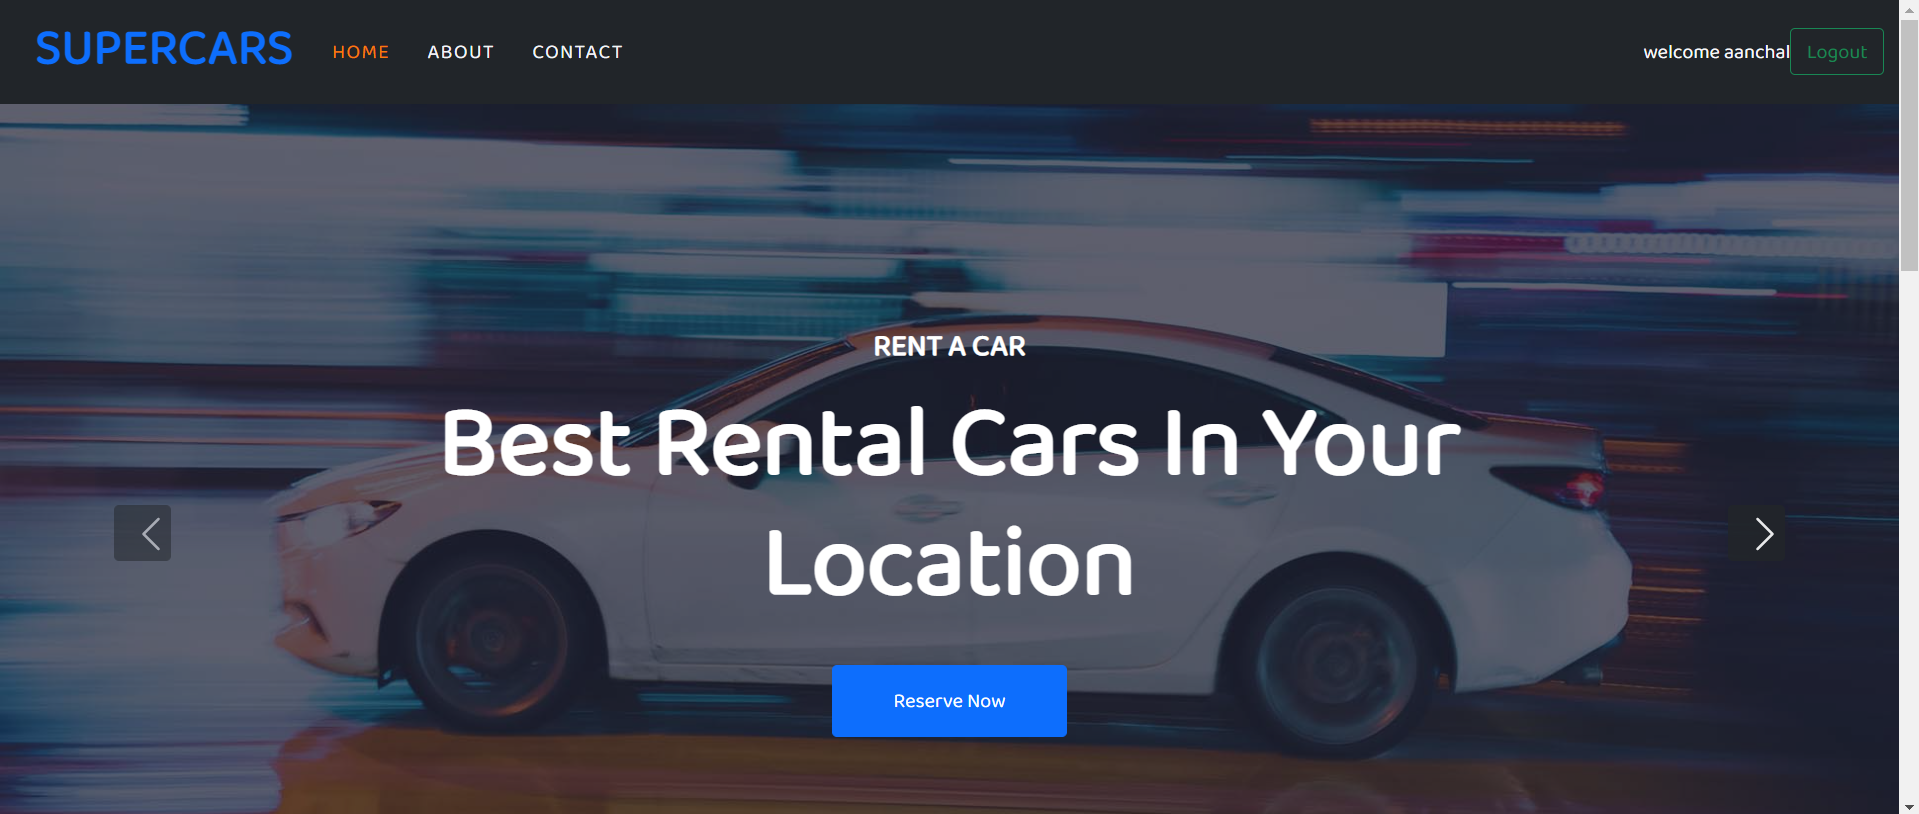 SUPERCARS HOME ABOUT CONTACT welcome aanchal Logout
RENT A CAR
Best Rental Cars In Your
Location
Reserve Now